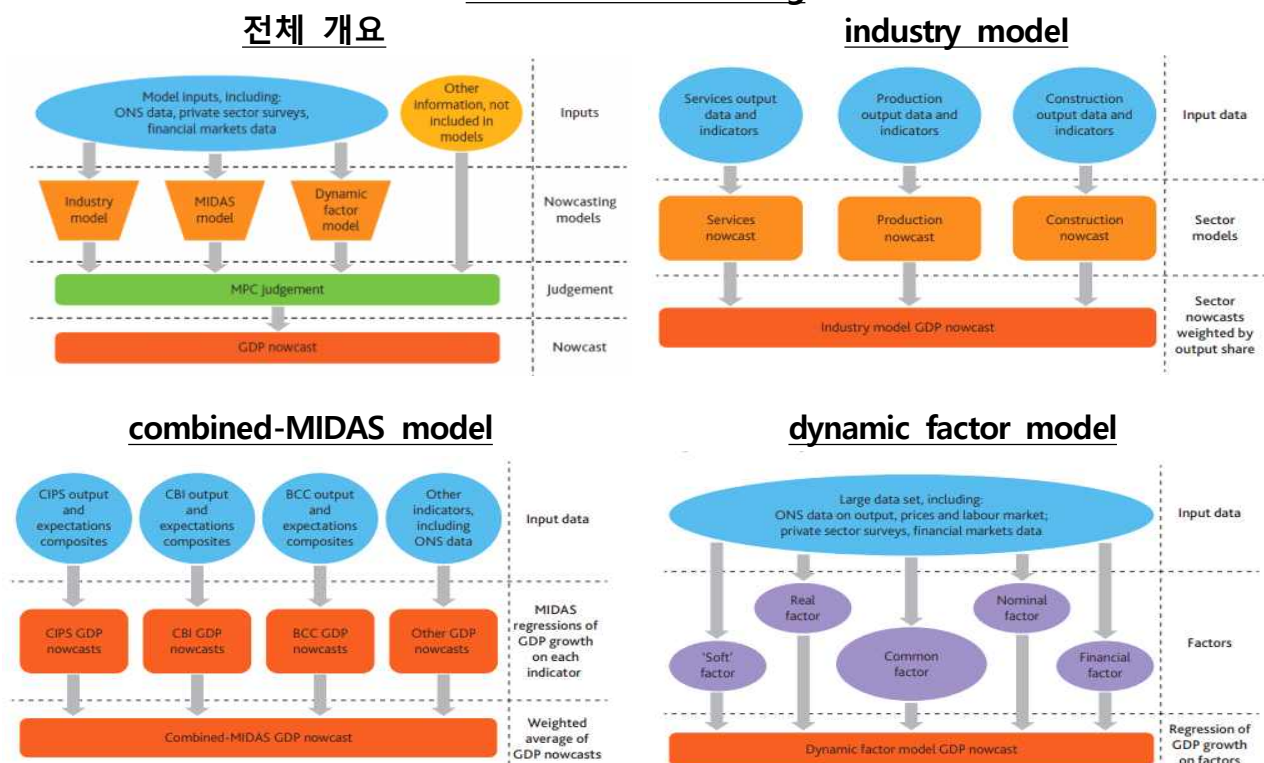 전체 개요
Model inputs, including:
ONS data, private sector surveys,
financial markets data
Other
information, not
included in
models
Inputs
Industry
model
MIDAS
model
Dynamic
factor
model
Nowcasting
models
MPC judgement
Judgement
GDP nowcast
Nowcast
industry model
Services output
data and
indicators
Production
output data and
indicators
Construction
output data and
indicators
Input data
Services
nowcast
Production
nowcast
Construction
nowcast
Sector
models
Industry model GDP nowcast
Sector
nowcasts
weighted by
output share
combined-MIDAS model
CIPS output
and
expectations
composites
CBI output
and
expectations
composites
BCC output
and
expectations
composites
Other
indicators,
including
ONS data
Input data
CIPS GDP
nowcasts
CBI GDP
nowcasts
BCC GDP
nowcasts
Other GDP
nowcasts
MIDAS
regressions of
GDP growth
on each
indicator
Combined-MIDAS GDP nowcast
Weighted
average of
GDP nowcasts
dynamic factor model
Large data set, including:
ONS data on output, prices and labour market;
private sector surveys, financial markets data
Input data
'Soft'
factor
Real
factor
Common
factor
Nominal
factor
Financial
factor
Factors
Dynamic factor model GDP nowcast
Regression of
GDP growth
on factors